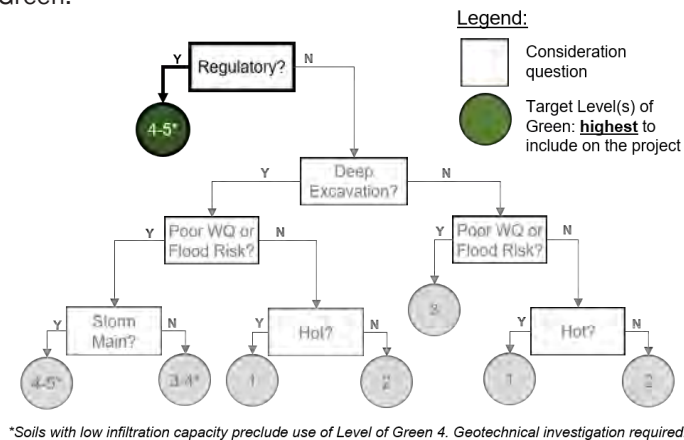 Green.
Legend:
Consideration
question
Target Level(s) of
Green: highest to
include on the project
Y
Regulatory?
N
4-5*
Y
Deep
Excavation?
N
Y
Poor WQ or
Flood Risk?
N
Y
Poor WQ or
Flood Risk?
N
3
Y
Storm
Main?
N
Y
Hot?
N
Y
Hot?
N
4-5*
3-4*
1
2
1
2
*Soils with low infiltration capacity preclude use of Level of Green 4. Geotechnical investigation required